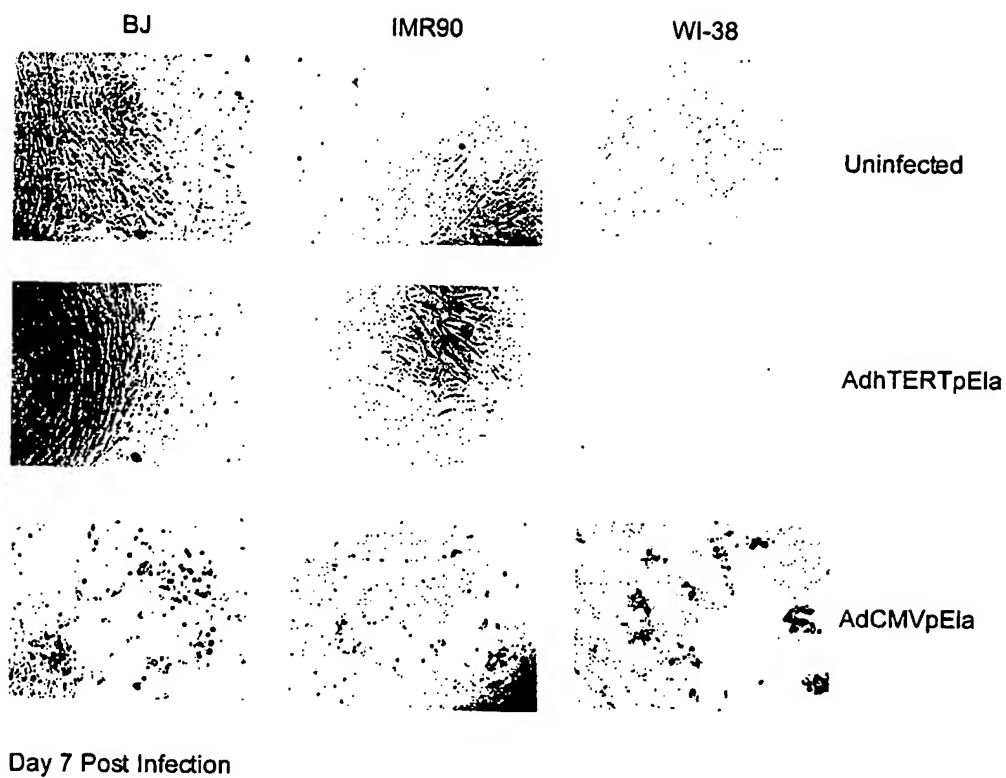 BJ IMR90 WI-38
Uninfected
AdhTERTpEla
AdCMVpEla
Day 7 Post Infection